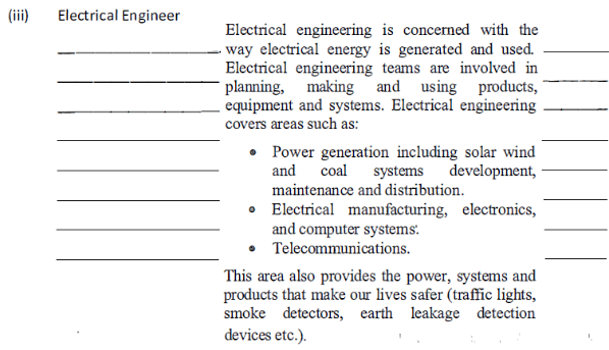 (iii) Electrical Engineer
Electrical engineering is concerned with the
way electrical energy is generated and used.
Electrical engineering teams are involved in
planning, making and using products,
equipment and systems. Electrical engineering
covers areas such as:
• Power generation including solar wind
and coal systems development,
maintenance and distribution.
• Electrical manufacturing, electronics,
and computer systems.
• Telecommunications.
This area also provides the power, systems and
products that make our lives safer (traffic lights,
smoke detectors, earth leakage detection
devices etc.).